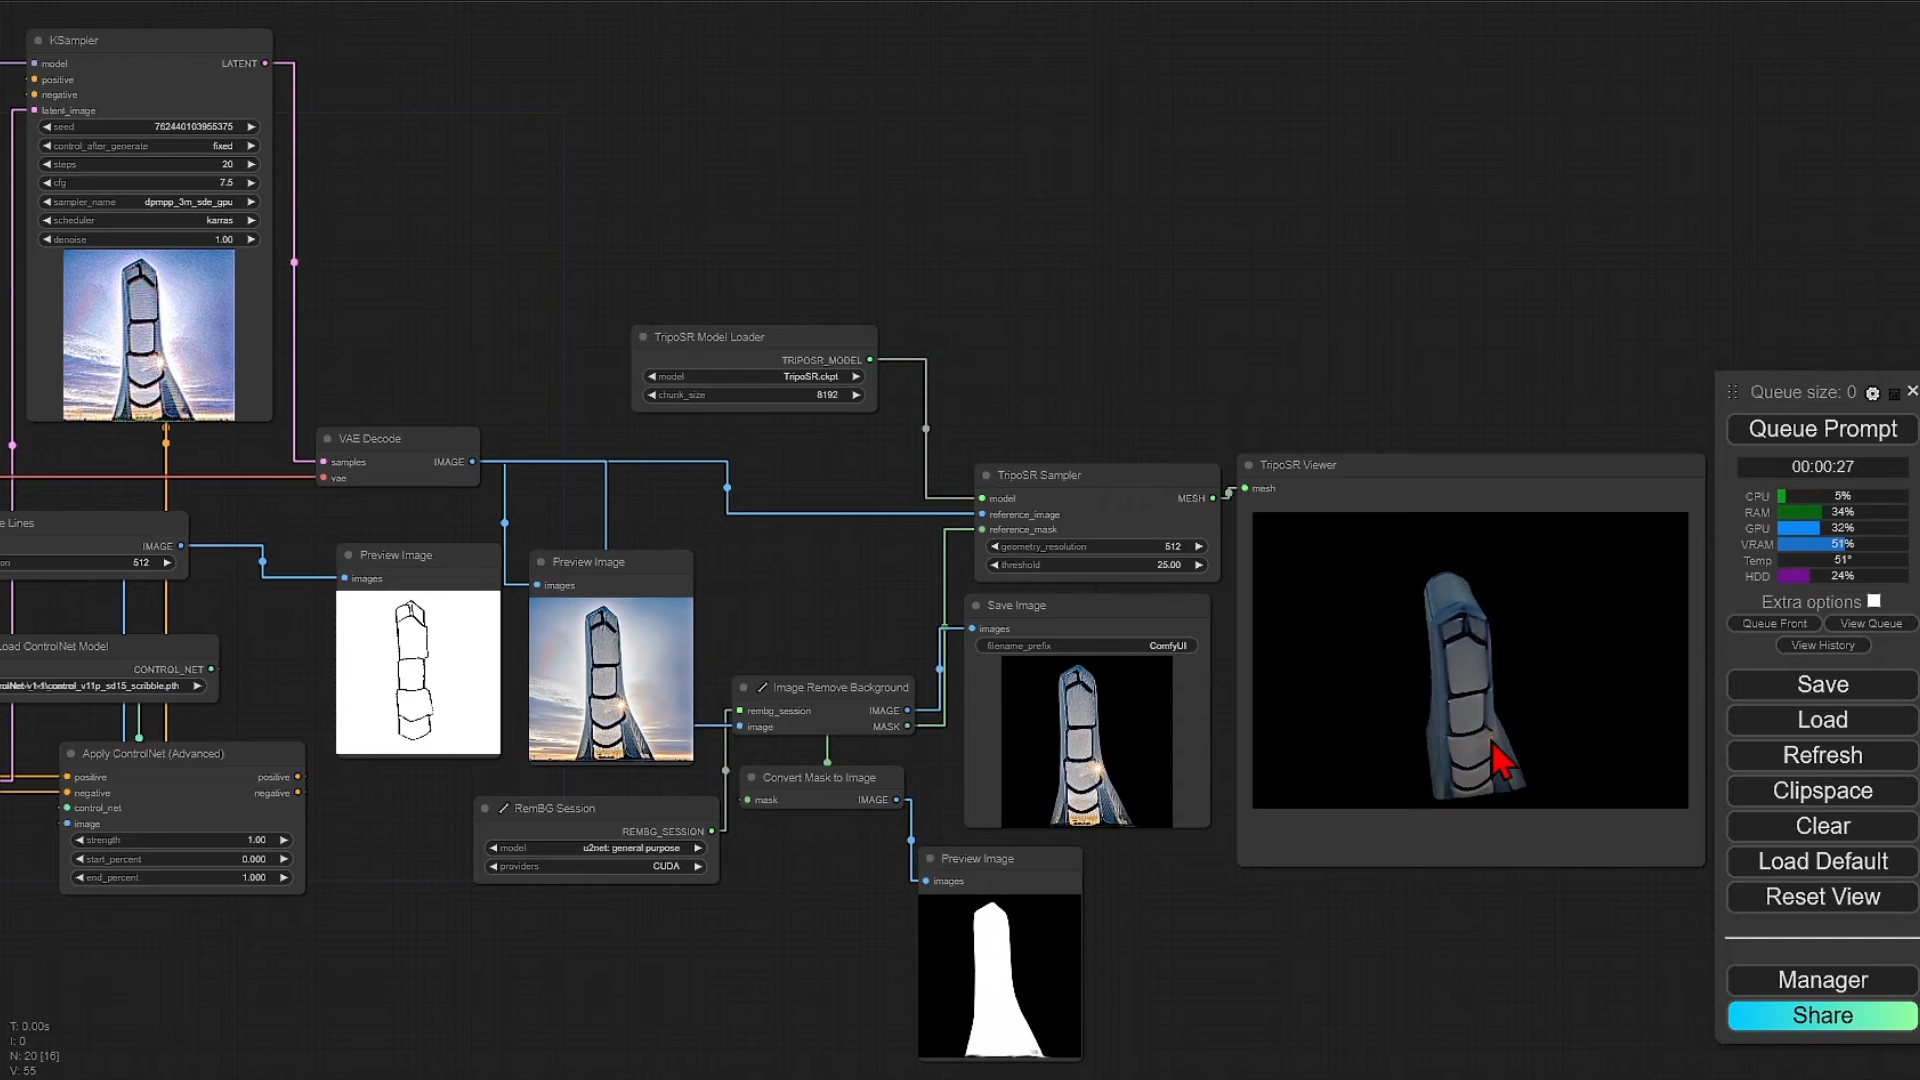 KSampler
model
LATENT
positive
negative
latent_image
seed 762440103955375
control_after_generate fixed
steps 20
cfg 7.5
sampler_name dpmpp_3m_sde_gpu
scheduler karras
denoise 1.00
TripoSR Model Loader
TRIPOSR_MODEL
model TripoSR.ckpt
chunk_size 8192
VAE Decode
samples IMAGE
vae
e Lines
IMAGE
on 512
Preview Image
images
Preview Image
images
Load ControlNet Model
CONTROL_NET
control_v11p_sd15_scribble.pth
Apply ControlNet (Advanced)
positive positive
negative negative
control_net
image
strength 1.00
start_percent 0.000
end_percent 1.000
RemBG Session
REMBG_SESSION
model u2net: general purpose
providers CUDA
Image Remove Background
rembg_session IMAGE
image MASK
Convert Mask to Image
mask IMAGE
Preview Image
images
TripoSR Sampler
model MESH
reference_image
reference_mask
geometry_resolution 512
threshold 25.00
Save Image
images
filename_prefix ComfyUI
TripoSR Viewer
mesh
Queue size: 0
Queue Prompt
00:00:27
CPU 5%
RAM 34%
GPU 32%
VRAM 51%
Temp 51°
HDD 24%
Extra options
Queue Front View Queue
View History
Save
Load
Refresh
Clipspace
Clear
Load Default
Reset View
Manager
Share
T: 0.00s
I: 0
N: 20 [16]
V: 55